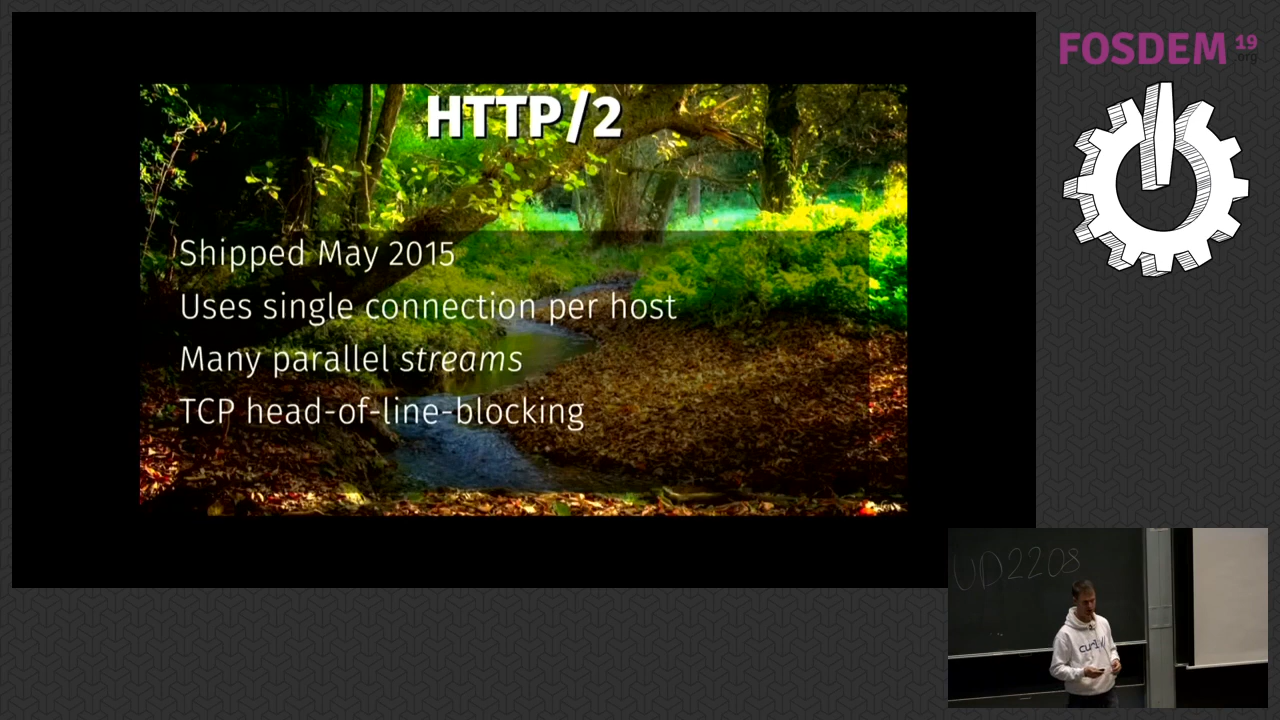 HTTP/2
Shipped May 2015
Uses single connection per host
Many parallel streams
TCP head-of-line-blocking
FOSDEM 19
.org
UD2208
curl://